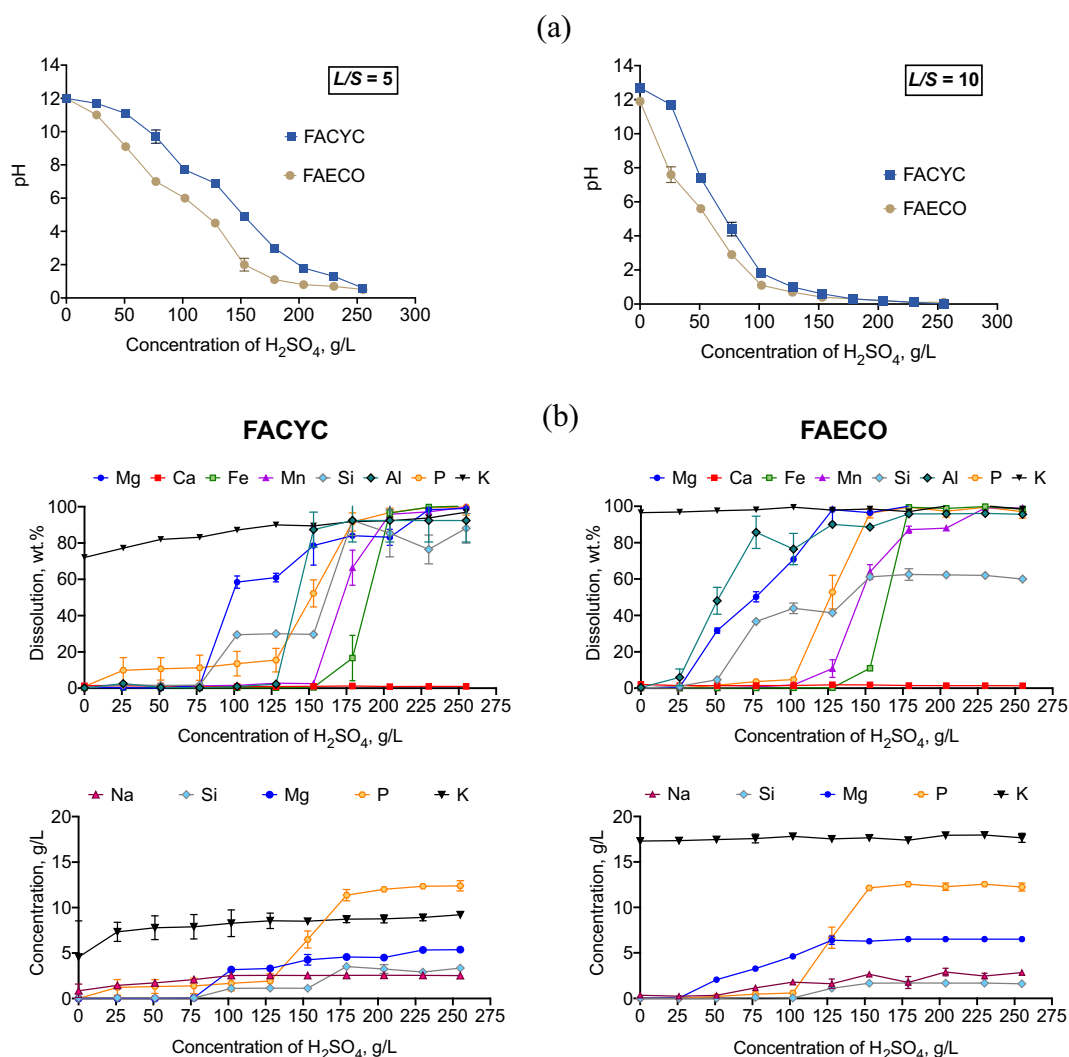 (a)
L/S = 5
L/S = 10
14
12
10
8
6
4
2
0
pH
FACYC
FAECO
0 50 100 150 200 250 300
Concentration of H2SO4, g/L
14
12
10
8
6
4
2
0
pH
FACYC
FAECO
0 50 100 150 200 250 300
Concentration of H2SO4, g/L
(b)
FACYC
FAECO
Mg Ca Fe Mn Si Al P K
100
80
60
40
20
0
Dissolution, wt.%
0 25 50 75 100 125 150 175 200 225 250 275
Concentration of H2SO4, g/L
Mg Ca Fe Mn Si Al P K
100
80
60
40
20
0
Dissolution, wt.%
0 25 50 75 100 125 150 175 200 225 250 275
Concentration of H2SO4, g/L
Na Si Mg P K
20
15
10
5
0
Concentration, g/L
0 25 50 75 100 125 150 175 200 225 250 275
Concentration of H2SO4, g/L
Na Si Mg P K
20
15
10
5
0
Concentration, g/L
0 25 50 75 100 125 150 175 200 225 250 275
Concentration of H2SO4, g/L